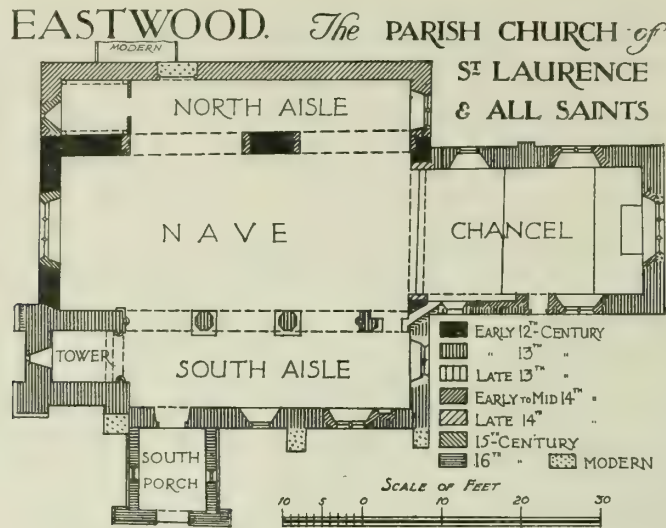 EASTWOOD. The PARISH CHURCH of
ST LAURENCE
& ALL SAINTS
MODERN
NORTH AISLE
NAVE
CHANCEL
TOWER
SOUTH AISLE
SOUTH
PORCH
EARLY 12TH-CENTURY
" 13TH "
LATE 13TH "
EARLY TO MID 14TH "
LATE 14TH "
15TH-CENTURY
16TH " MODERN
SCALE OF FEET
10 5 0 10 20 30